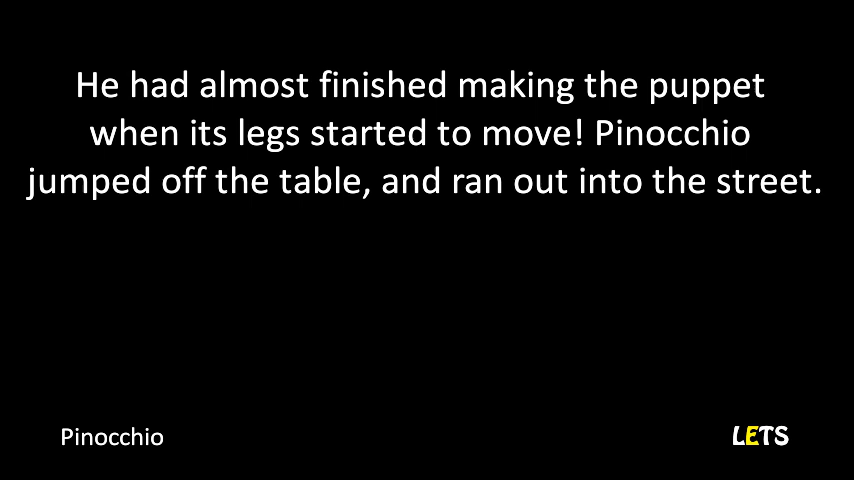 He had almost finished making the puppet
when its legs started to move! Pinocchio
jumped off the table, and ran out into the street.
Pinocchio
LETS